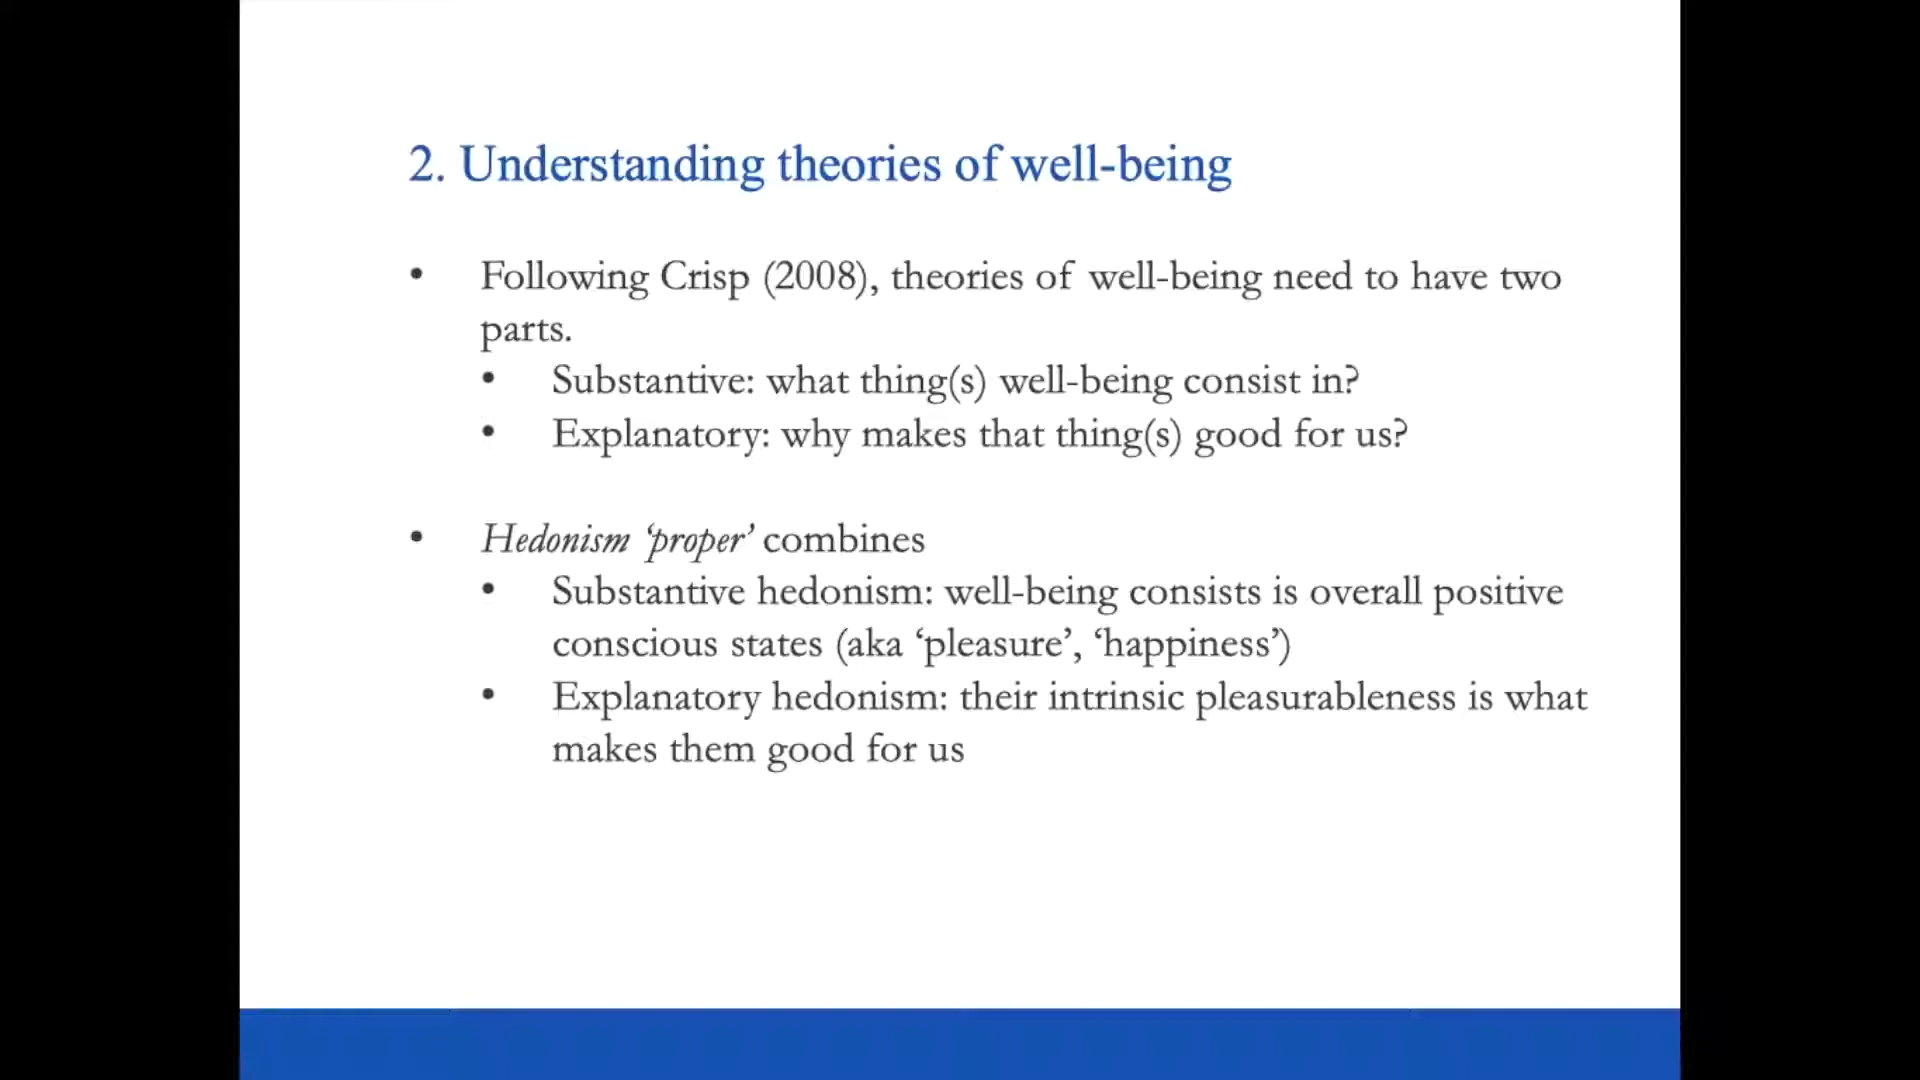 2. Understanding theories of well-being
• Following Crisp (2008), theories of well-being need to have two
parts.
• Substantive: what thing(s) well-being consist in?
• Explanatory: why makes that thing(s) good for us?
• Hedonism ‘proper’ combines
• Substantive hedonism: well-being consists is overall positive
conscious states (aka ‘pleasure’, ‘happiness’)
• Explanatory hedonism: their intrinsic pleasurableness is what
makes them good for us